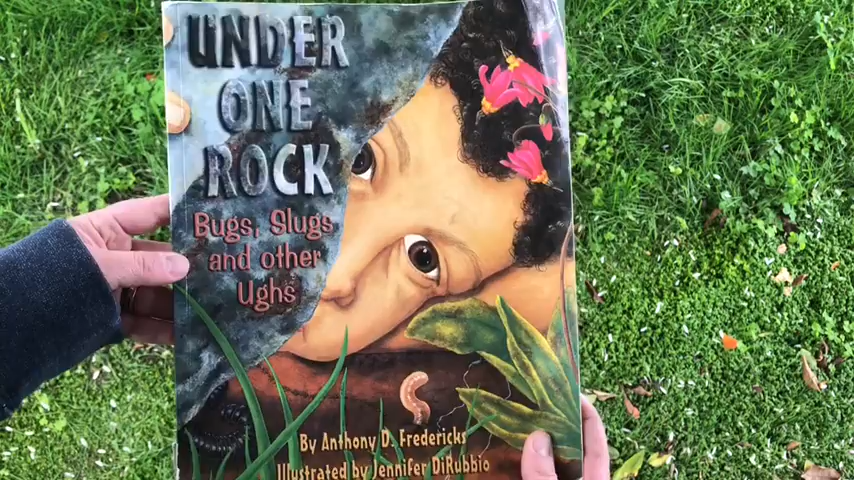 UNDER
ONE
ROCK
Bugs, Slugs
and other
Ughs
By Anthony D. Fredericks
Illustrated by Jennifer DiRubbio